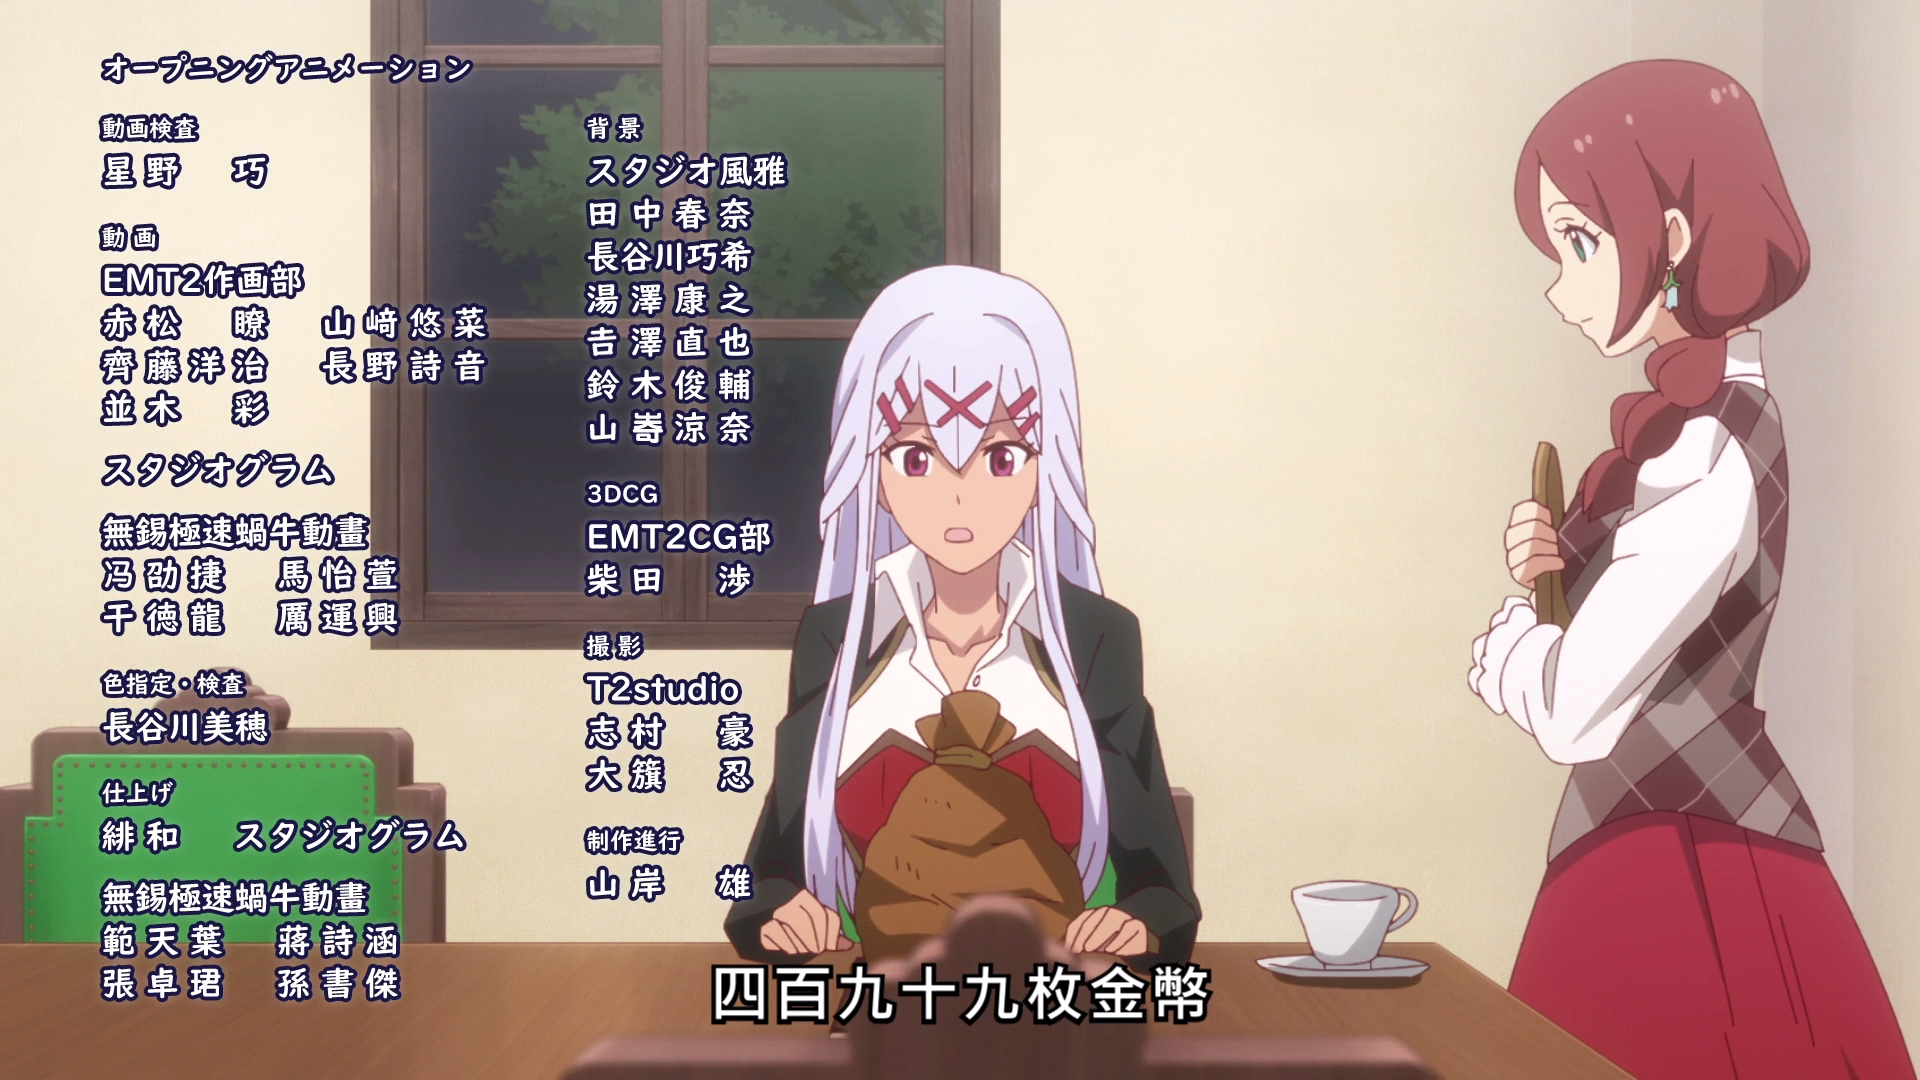 オープニングアニメーション
動画検査
星野　巧
動画
EMT2作画部
赤松　瞭　山﨑悠菜
齊藤洋治　長野詩音
並木　彩
スタジオグラム
無錫極速蝸牛動畫
冯劭捷　馬怡萱
干徳龍　厲運興
色指定・検査
長谷川美穂
仕上げ
緋和　スタジオグラム
無錫極速蝸牛動畫
範天葉　蔣詩涵
張卓珺　孫書傑
背景
スタジオ風雅
田中春奈
長谷川巧希
湯澤康之
吉澤直也
鈴木俊輔
山嵜涼奈
3DCG
EMT2CG部
柴田　渉
撮影
T2studio
志村　豪
大籏　忍
制作進行
山岸　雄
四百九十九枚金幣